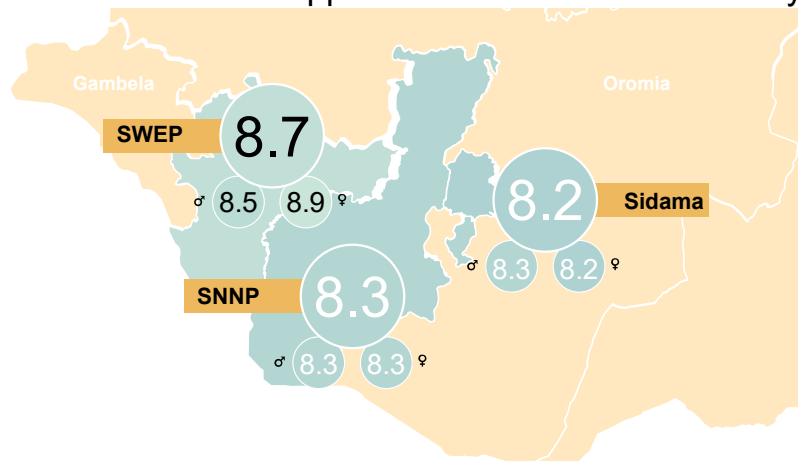 Gambela
Oromia
SWEP
8.7
♂ 8.5 8.9 ♀
8.2
Sidama
♂ 8.3 8.2 ♀
SNNP
8.3
♂ 8.3 8.3 ♀